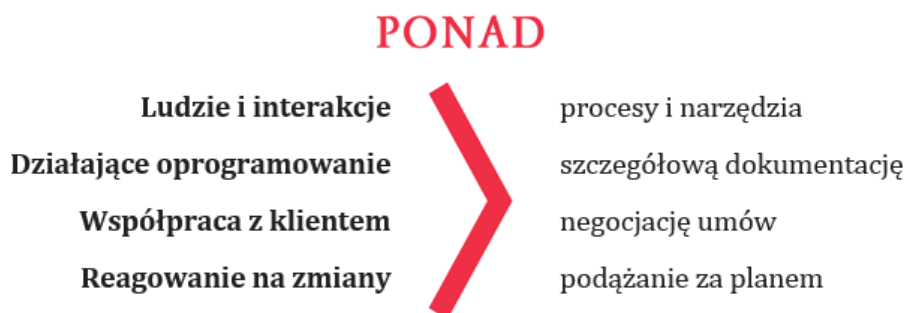 PONAD
Ludzie i interakcje procesy i narzędzia
Działające oprogramowanie szczegółową dokumentację
Współpraca z klientem negocjację umów
Reagowanie na zmiany podążanie za planem